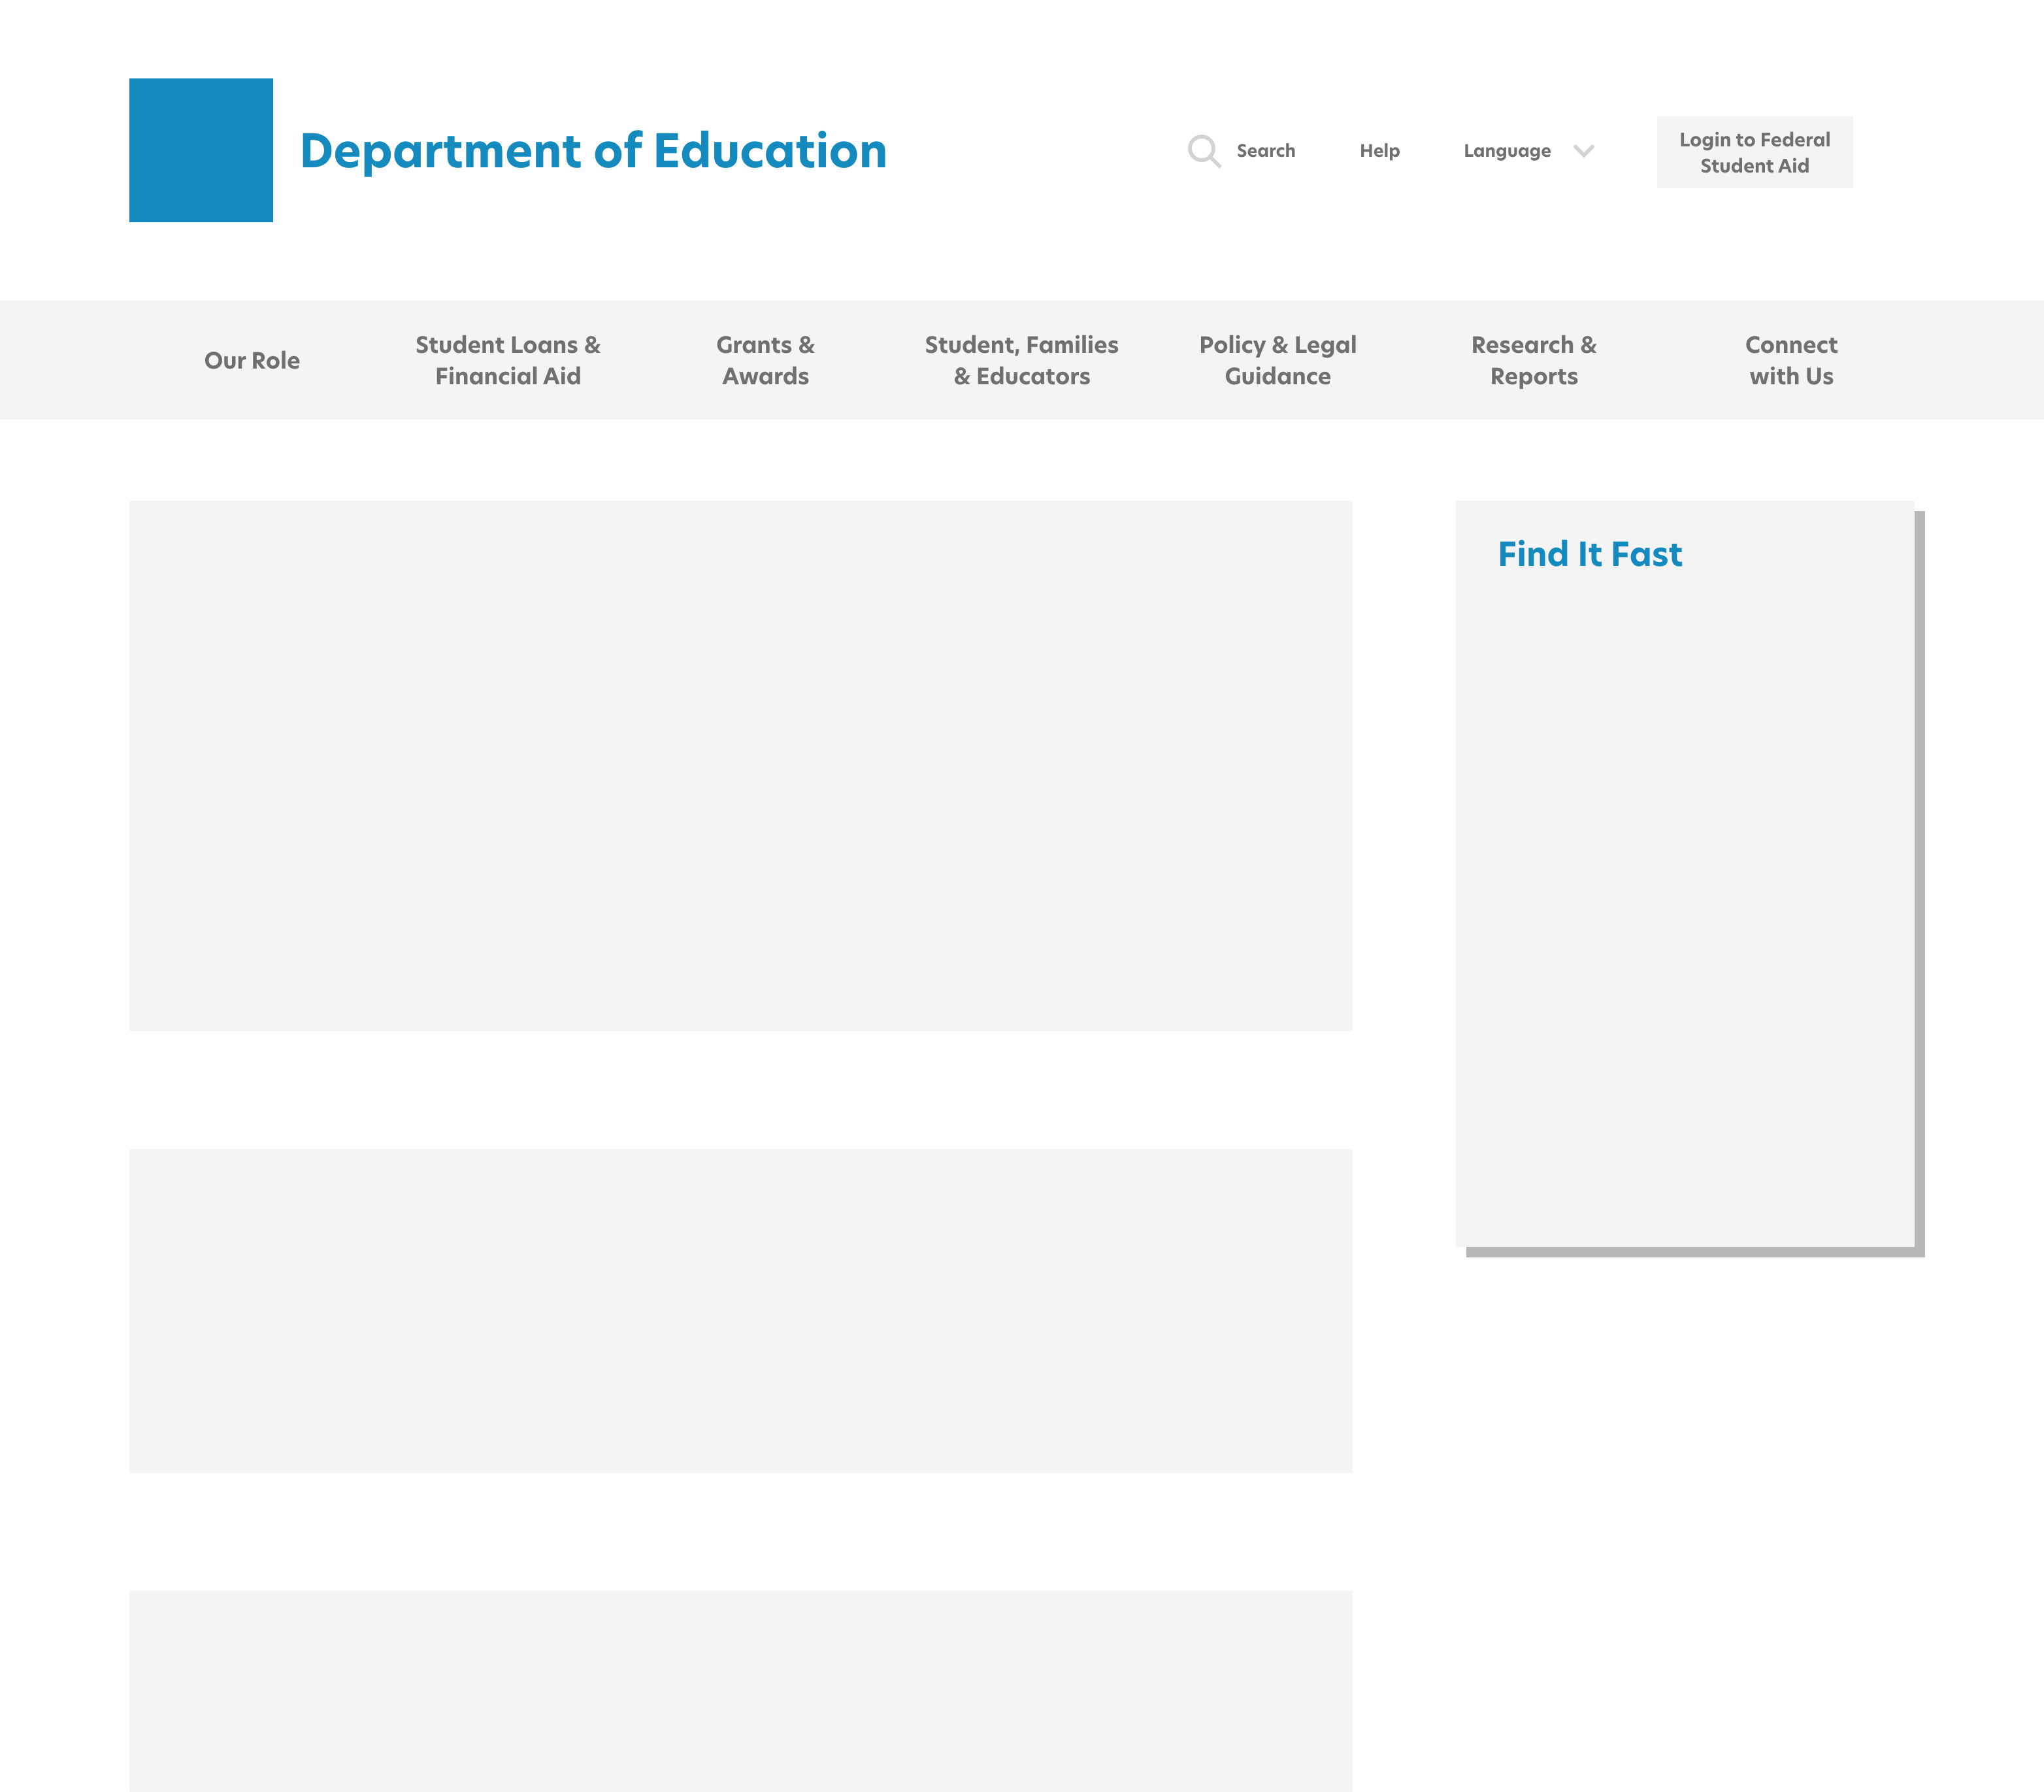 Department of Education
Search
Help
Language
Login to Federal
Student Aid
Our Role
Student Loans &
Financial Aid
Grants &
Awards
Student, Families
& Educators
Policy & Legal
Guidance
Research &
Reports
Connect
with Us
Find It Fast